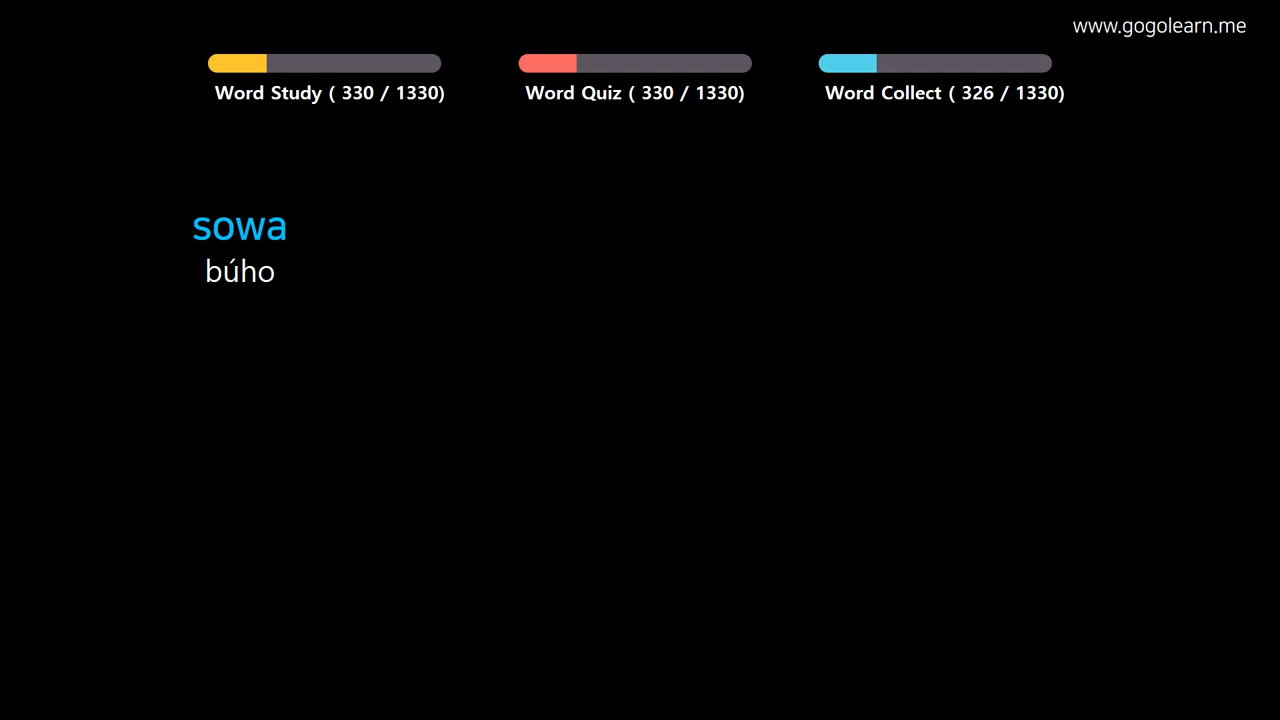 www.gogolearn.me
Word Study ( 330 / 1330)
Word Quiz ( 330 / 1330)
Word Collect ( 326 / 1330)
sowa
búho